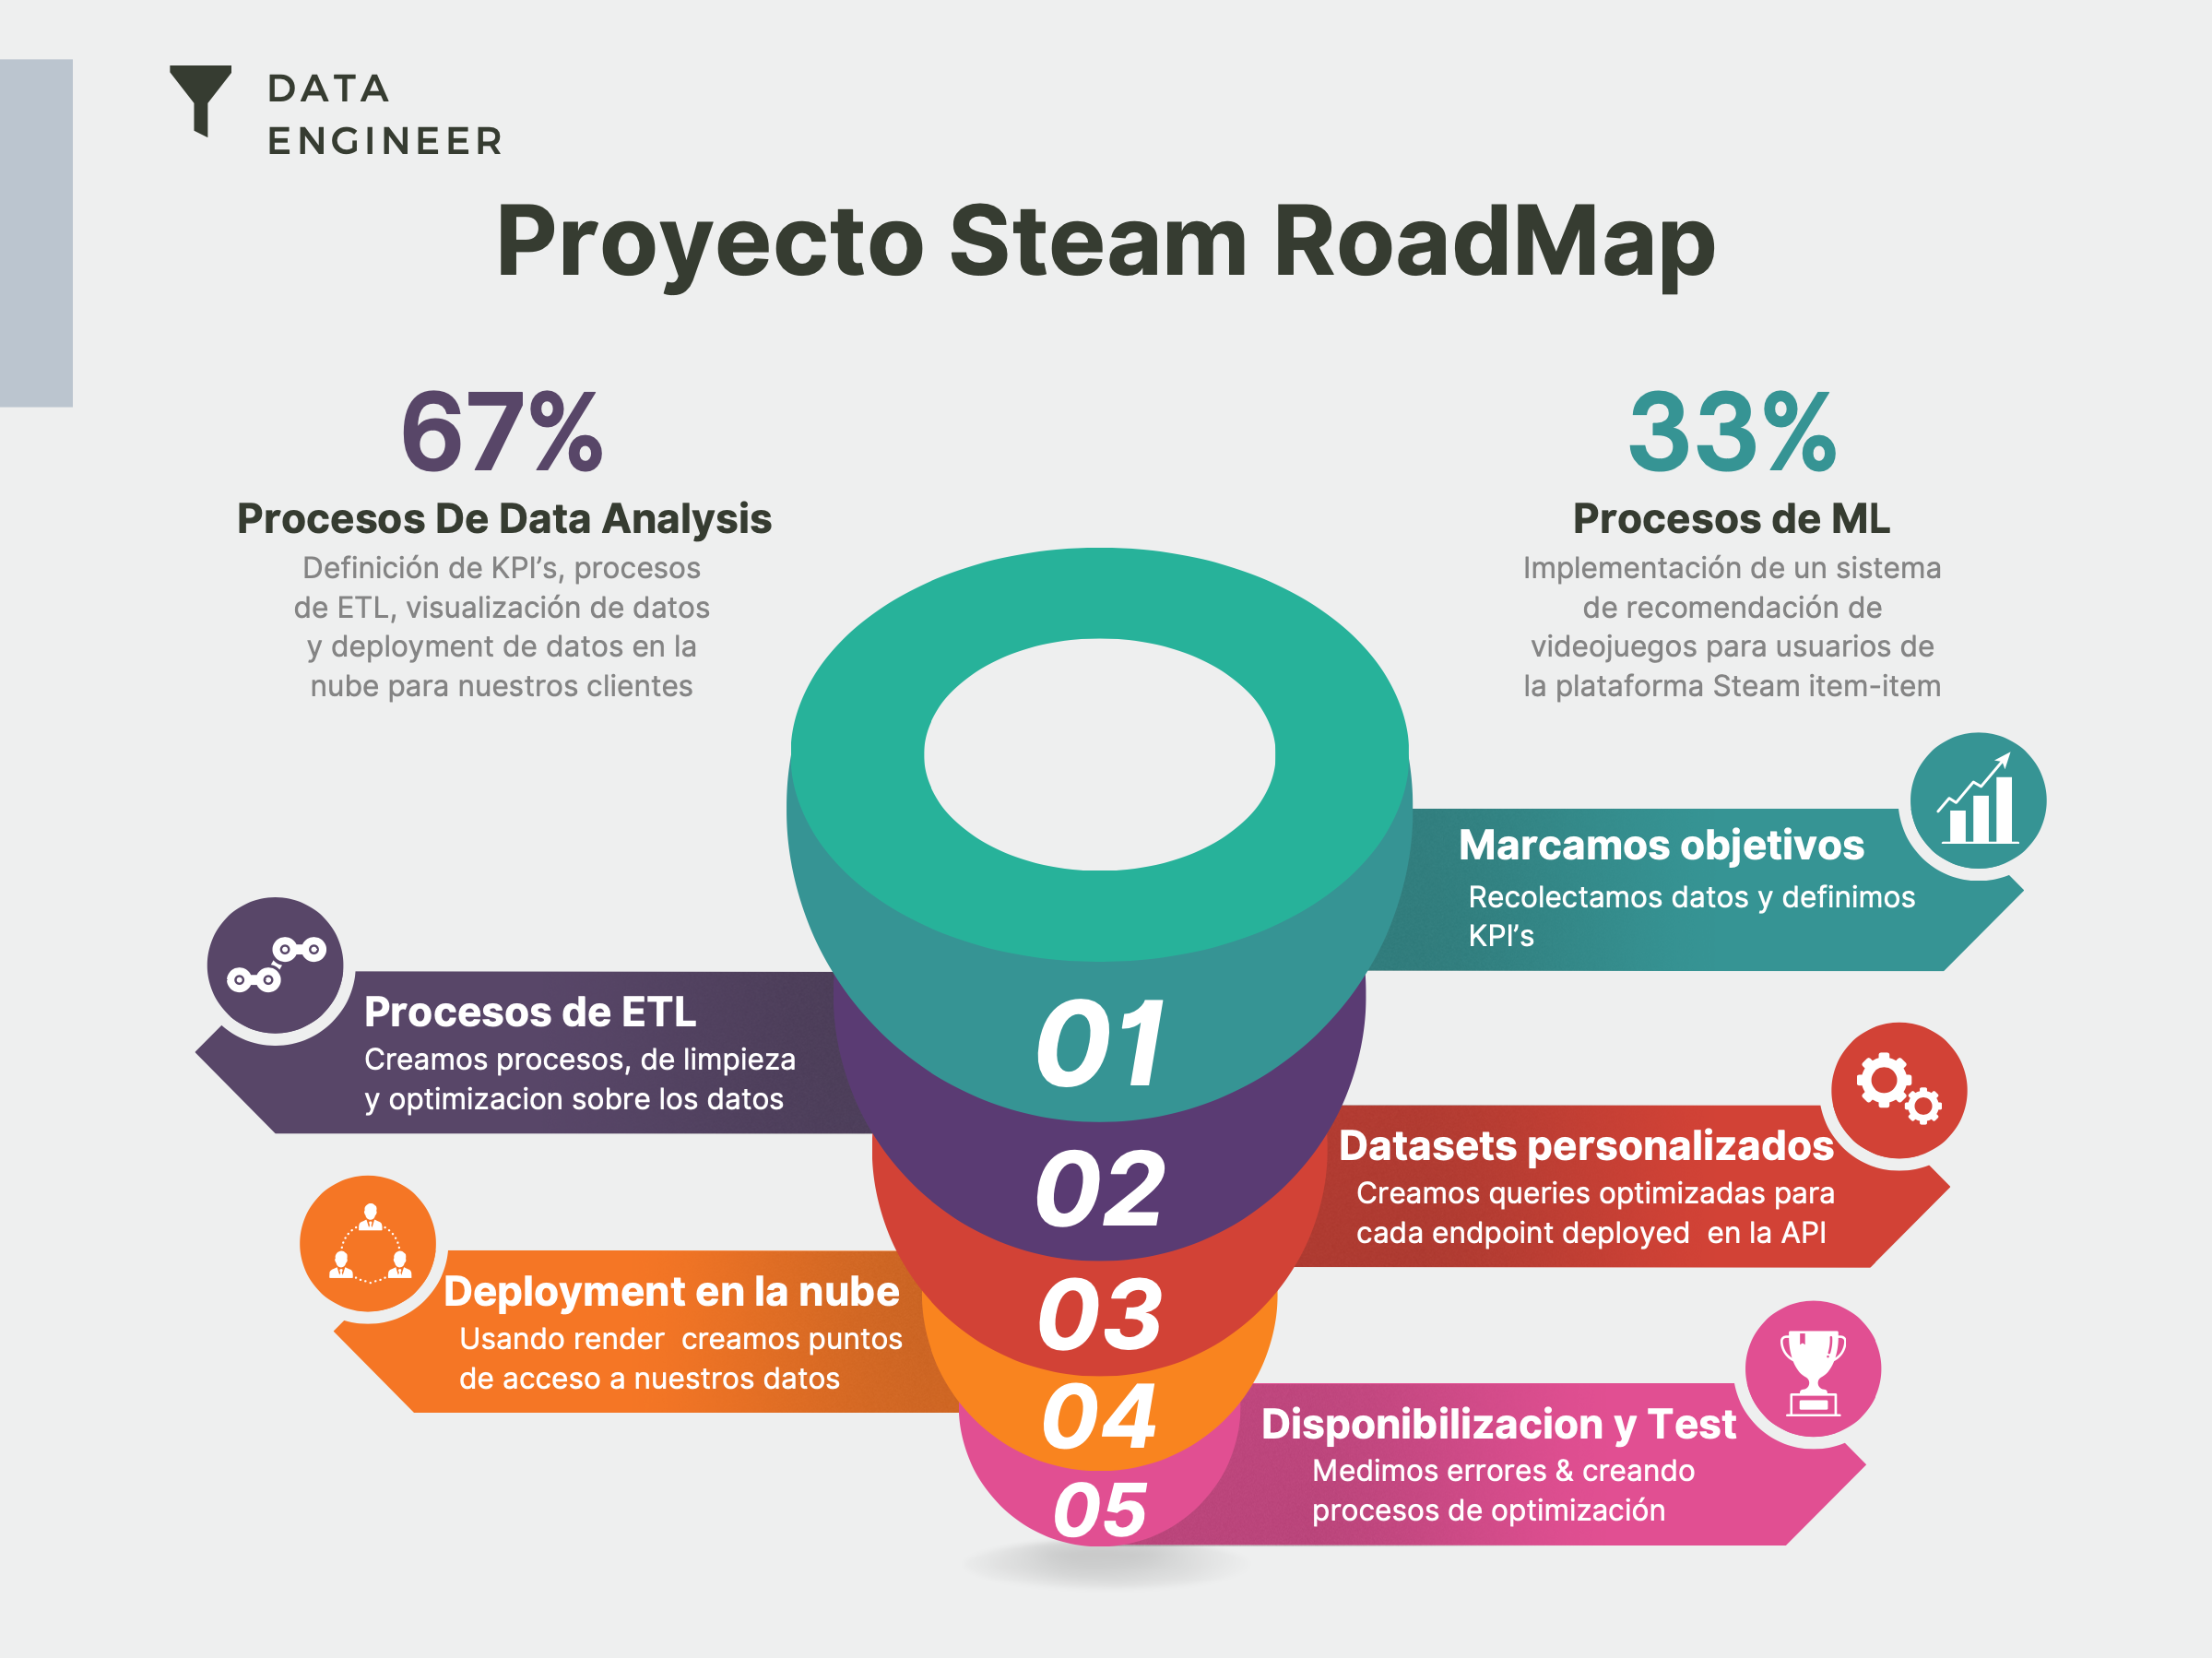 DATA
ENGINEER
Proyecto Steam RoadMap
67%
Procesos De Data Analysis
Definición de KPI’s, procesos
de ETL, visualización de datos
y deployment de datos en la
nube para nuestros clientes
33%
Procesos de ML
Implementación de un sistema
de recomendación de
videojuegos para usuarios de
la plataforma Steam item-item
01
Marcamos objetivos
Recolectamos datos y definimos
KPI’s
02
Procesos de ETL
Creamos procesos, de limpieza
y optimizacion sobre los datos
03
Datasets personalizados
Creamos queries optimizadas para
cada endpoint deployed  en la API
04
Deployment en la nube
Usando render  creamos puntos
de acceso a nuestros datos
05
Disponibilizacion y Test
Medimos errores & creando
procesos de optimización